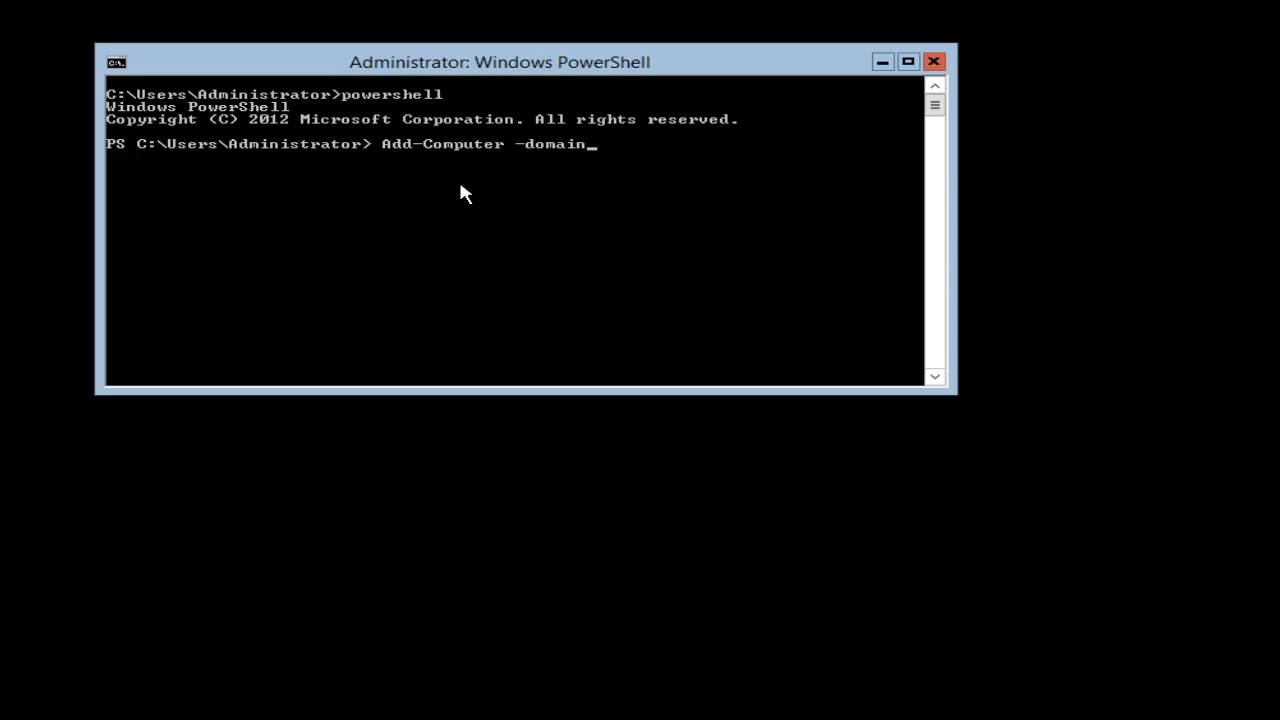 Administrator: Windows PowerShell
C:\Users\Administrator>powershell
Windows PowerShell
Copyright (C) 2012 Microsoft Corporation. All rights reserved.
PS C:\Users\Administrator> Add-Computer -domain_